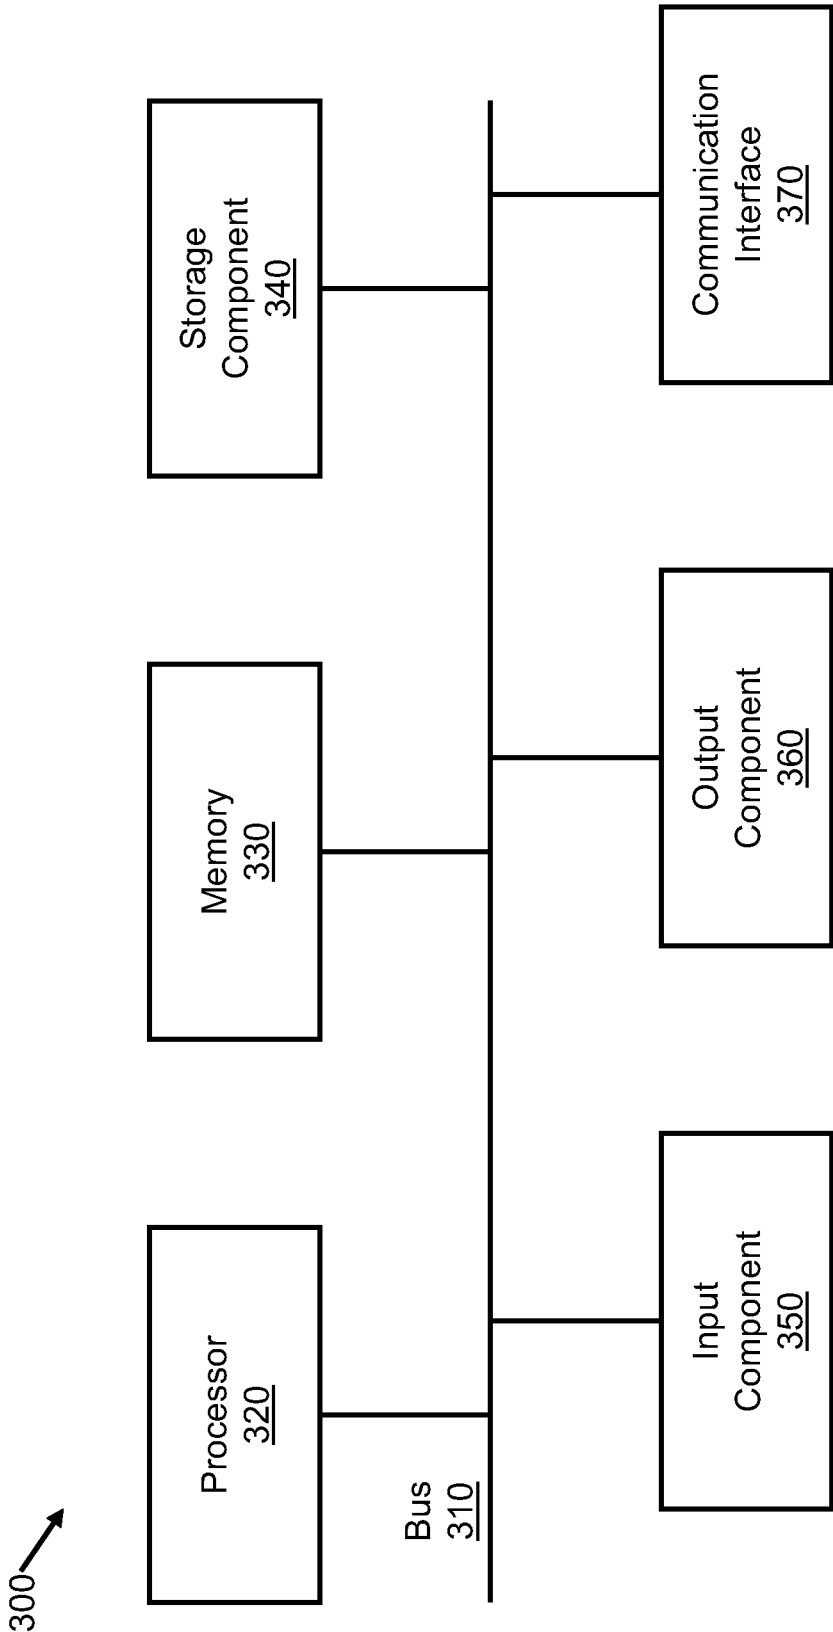 300
Processor
320
Memory
330
Storage
Component
340
Bus
310
Input
Component
350
Output
Component
360
Communication
Interface
370